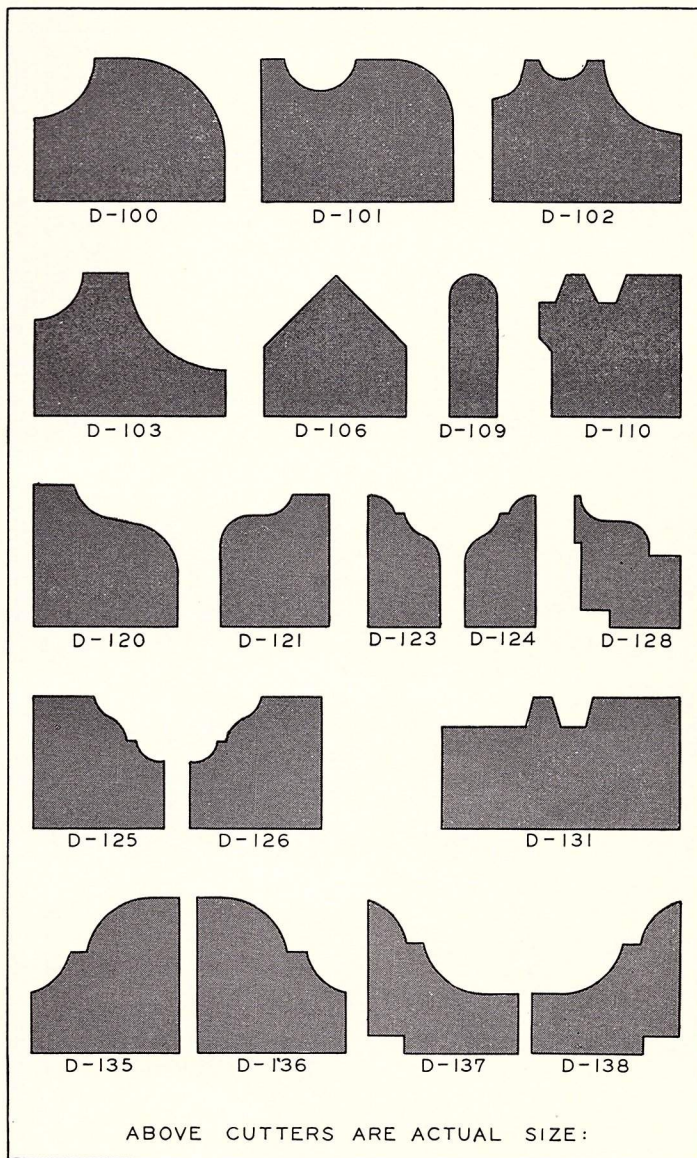 D-100 D-101 D-102
D-103 D-106 D-109 D-110
D-120 D-121 D-123 D-124 D-128
D-125 D-126 D-131
D-135 D-136 D-137 D-138
ABOVE CUTTERS ARE ACTUAL SIZE: